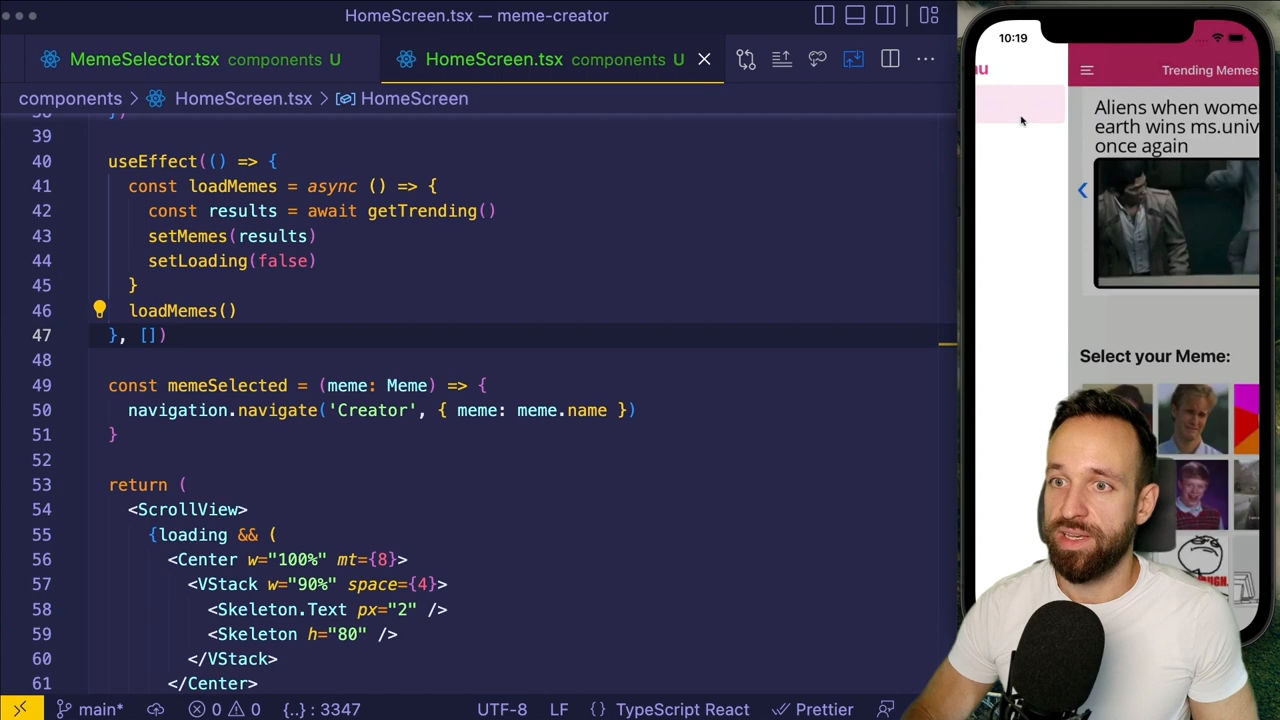 HomeScreen.tsx — meme-creator
MemeSelector.tsx components U
HomeScreen.tsx components U
components > HomeScreen.tsx > HomeScreen
39
40 useEffect(() => {
41 const loadMemes = async () => {
42 const results = await getTrending()
43 setMemes(results)
44 setLoading(false)
45 }
46 loadMemes()
47 }, [])
48
49 const memeSelected = (meme: Meme) => {
50 navigation.navigate('Creator', { meme: meme.name })
51 }
52
53 return (
54 <ScrollView>
55 {loading && (
56 <Center w="100%" mt={8}>
57 <VStack w="90%" space={4}>
58 <Skeleton.Text px="2" />
59 <Skeleton h="80" />
60 </VStack>
61 </Center>
main* 0 0 {..} : 3347 UTF-8 LF {} TypeScript React Prettier
10:19
nu
Trending Memes
Aliens when wome
earth wins ms.univ
once again
Select your Meme: